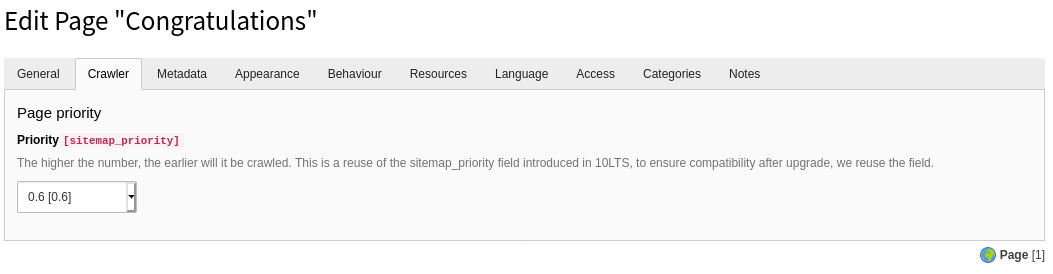 Edit Page "Congratulations"
General Crawler Metadata Appearance Behaviour Resources Language Access Categories Notes
Page priority
Priority [sitemap_priority]
The higher the number, the earlier will it be crawled. This is a reuse of the sitemap_priority field introduced in 10LTS, to ensure compatibility after upgrade, we reuse the field.
0.6 [0.6]
Page [1]